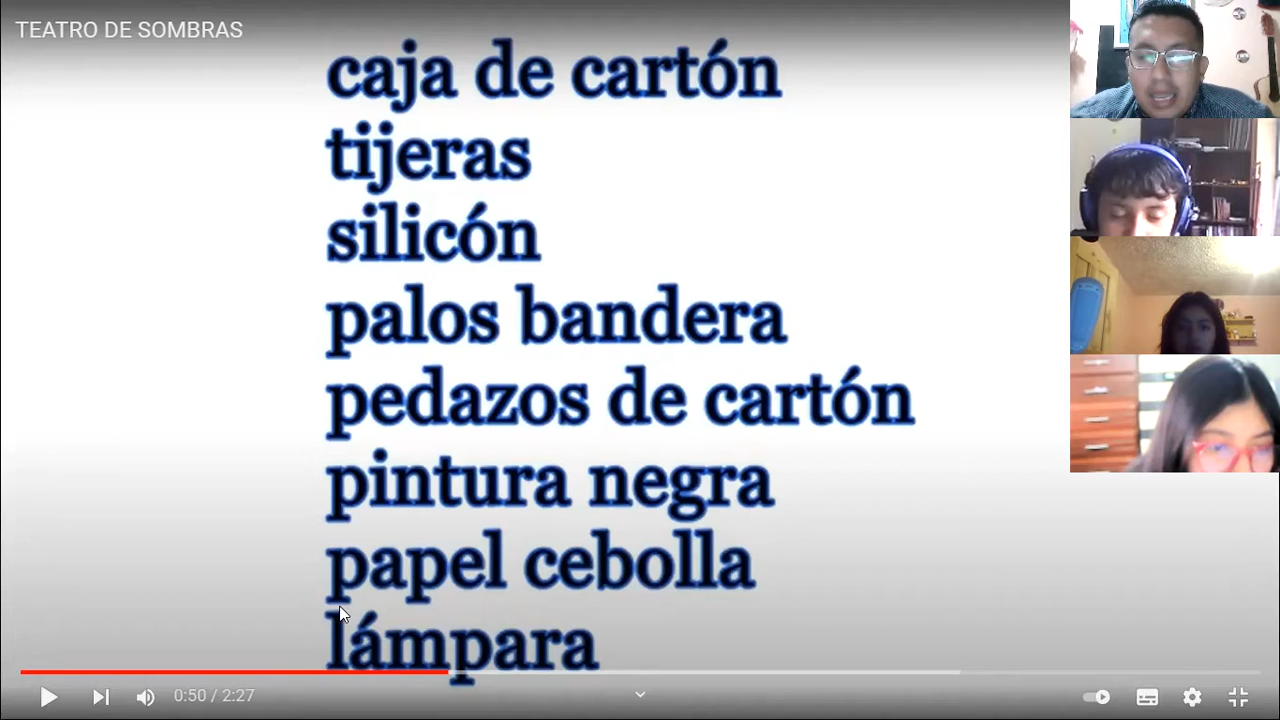 TEATRO DE SOMBRAS
caja de cartón
tijeras
silicón
palos bandera
pedazos de cartón
pintura negra
papel cebolla
lámpara
0:50 / 2:27